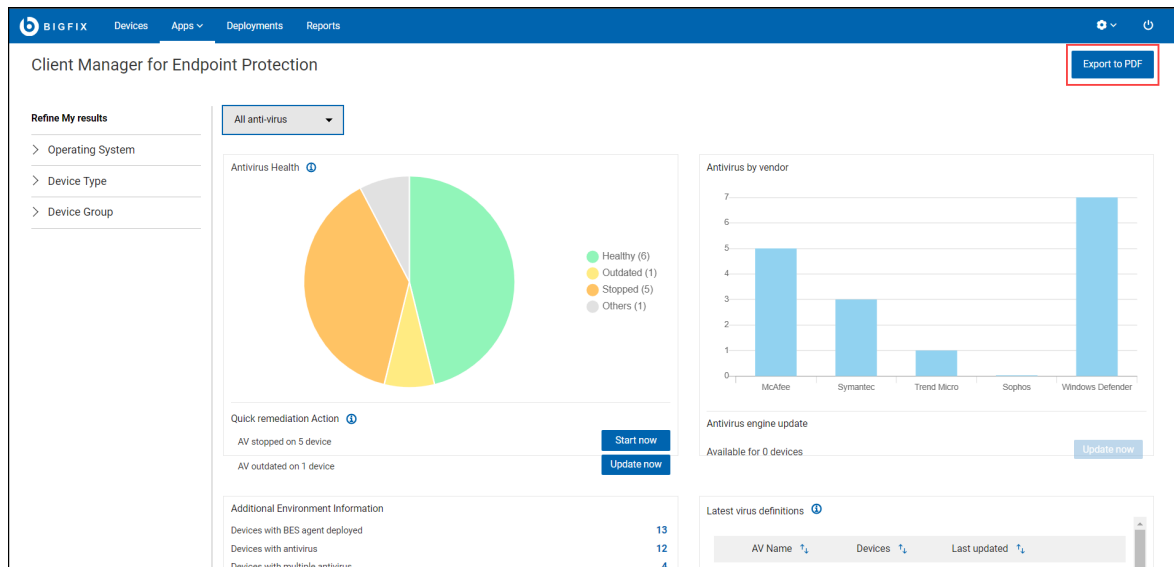 BIGFIX Devices Apps Deployments Reports
Client Manager for Endpoint Protection
Export to PDF
Refine My results
Operating System
Device Type
Device Group
All anti-virus
Antivirus Health
Healthy (6)
Outdated (1)
Stopped (5)
Others (1)
Quick remediation Action
AV stopped on 5 device Start now
AV outdated on 1 device Update now
Antivirus by vendor
7
6
5
4
3
2
1
0
McAfee Symantec Trend Micro Sophos Windows Defender
Antivirus engine update
Available for 0 devices Update now
Additional Environment Information
Devices with BES agent deployed 13
Devices with antivirus 12
Devices with multiple antivirus 4
Latest virus definitions
AV Name Devices Last updated